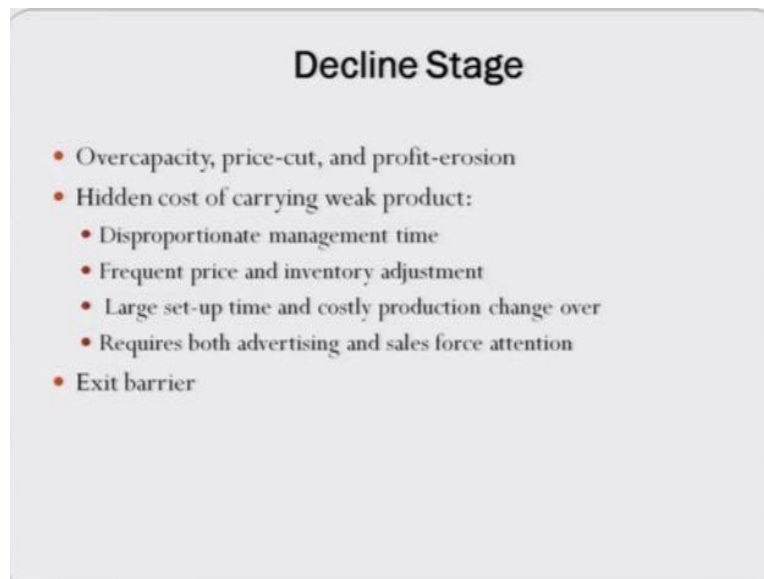 Decline Stage
• Overcapacity, price-cut, and profit-erosion
• Hidden cost of carrying weak product:
• Disproportionate management time
• Frequent price and inventory adjustment
• Large set-up time and costly production change over
• Requires both advertising and sales force attention
• Exit barrier